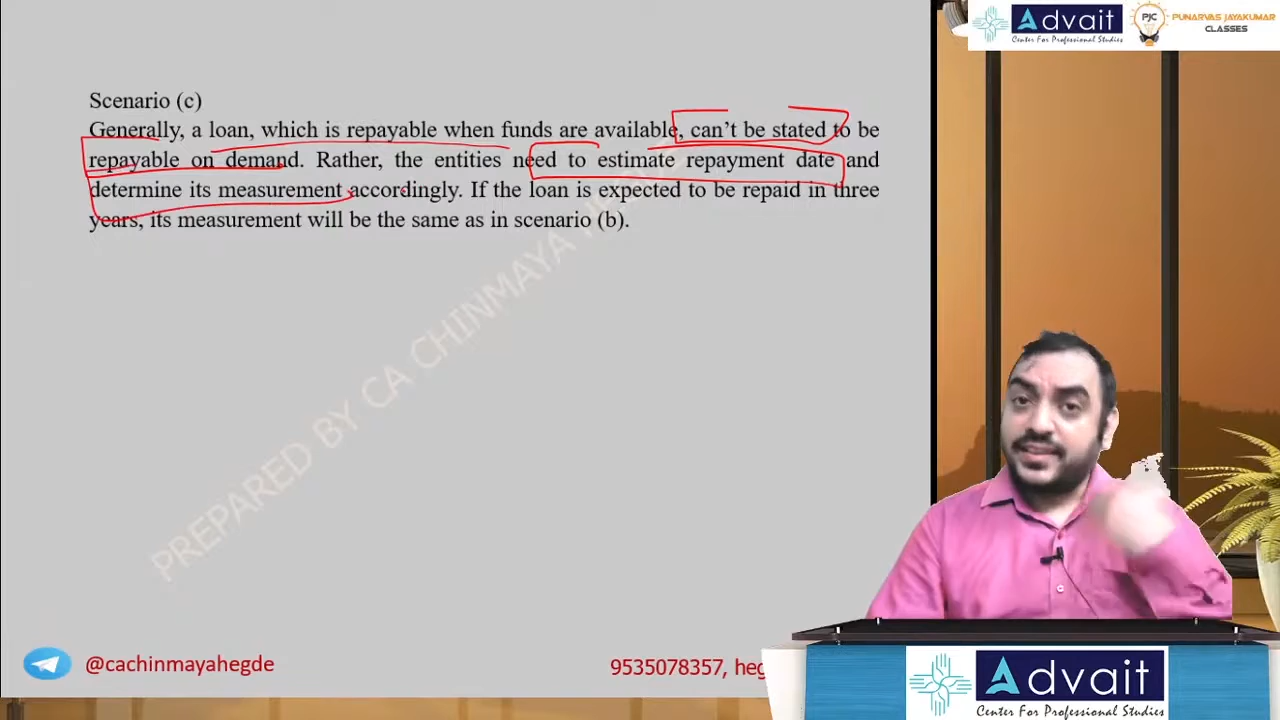 Advait
Center For Professional Studies
PJC
PUNARVAS JAYAKUMAR
CLASSES
Scenario (c)
Generally, a loan, which is repayable when funds are available, can't be stated to be
repayable on demand. Rather, the entities need to estimate repayment date and
determine its measurement accordingly. If the loan is expected to be repaid in three
years, its measurement will be the same as in scenario (b).
PREPARED BY CA CHINMAYA HEGDE
@cachinmayahegde
9535078357, heg
Advait
Center For Professional Studies